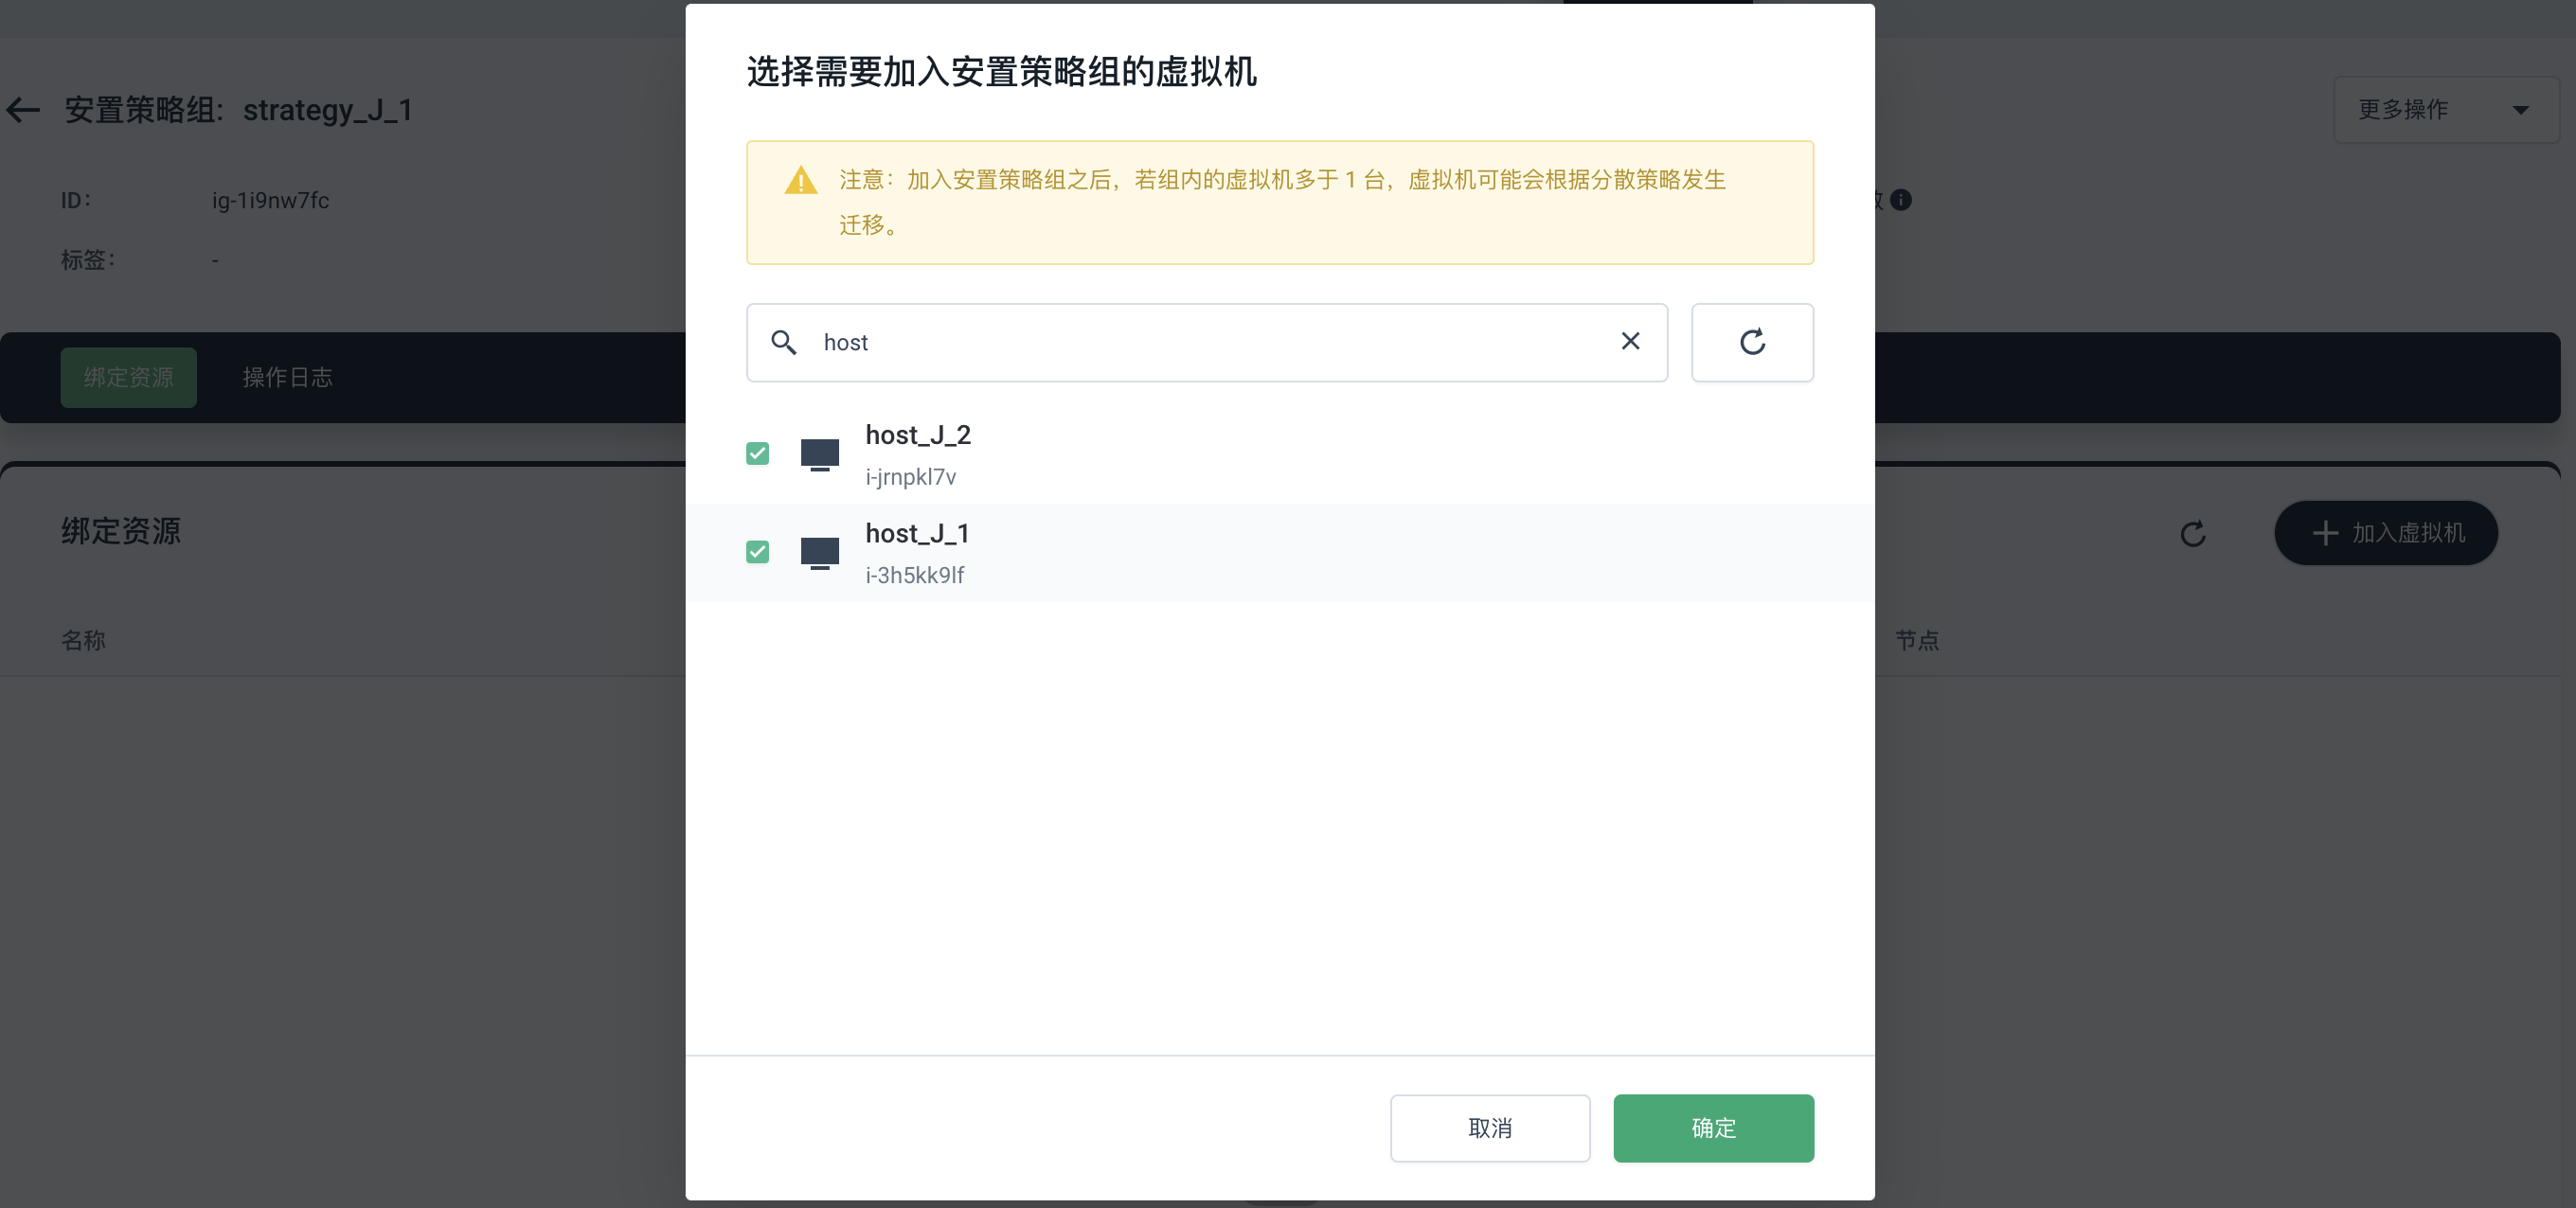 安置策略组: strategy_J_1
更多操作
ID: ig-1i9nw7fc
标签: -
绑定资源 操作日志
绑定资源
加入虚拟机
名称 节点
选择需要加入安置策略组的虚拟机
注意：加入安置策略组之后，若组内的虚拟机多于 1 台，虚拟机可能会根据分散策略发生
迁移。
host
host_J_2
i-jrnpkl7v
host_J_1
i-3h5kk9lf
取消 确定